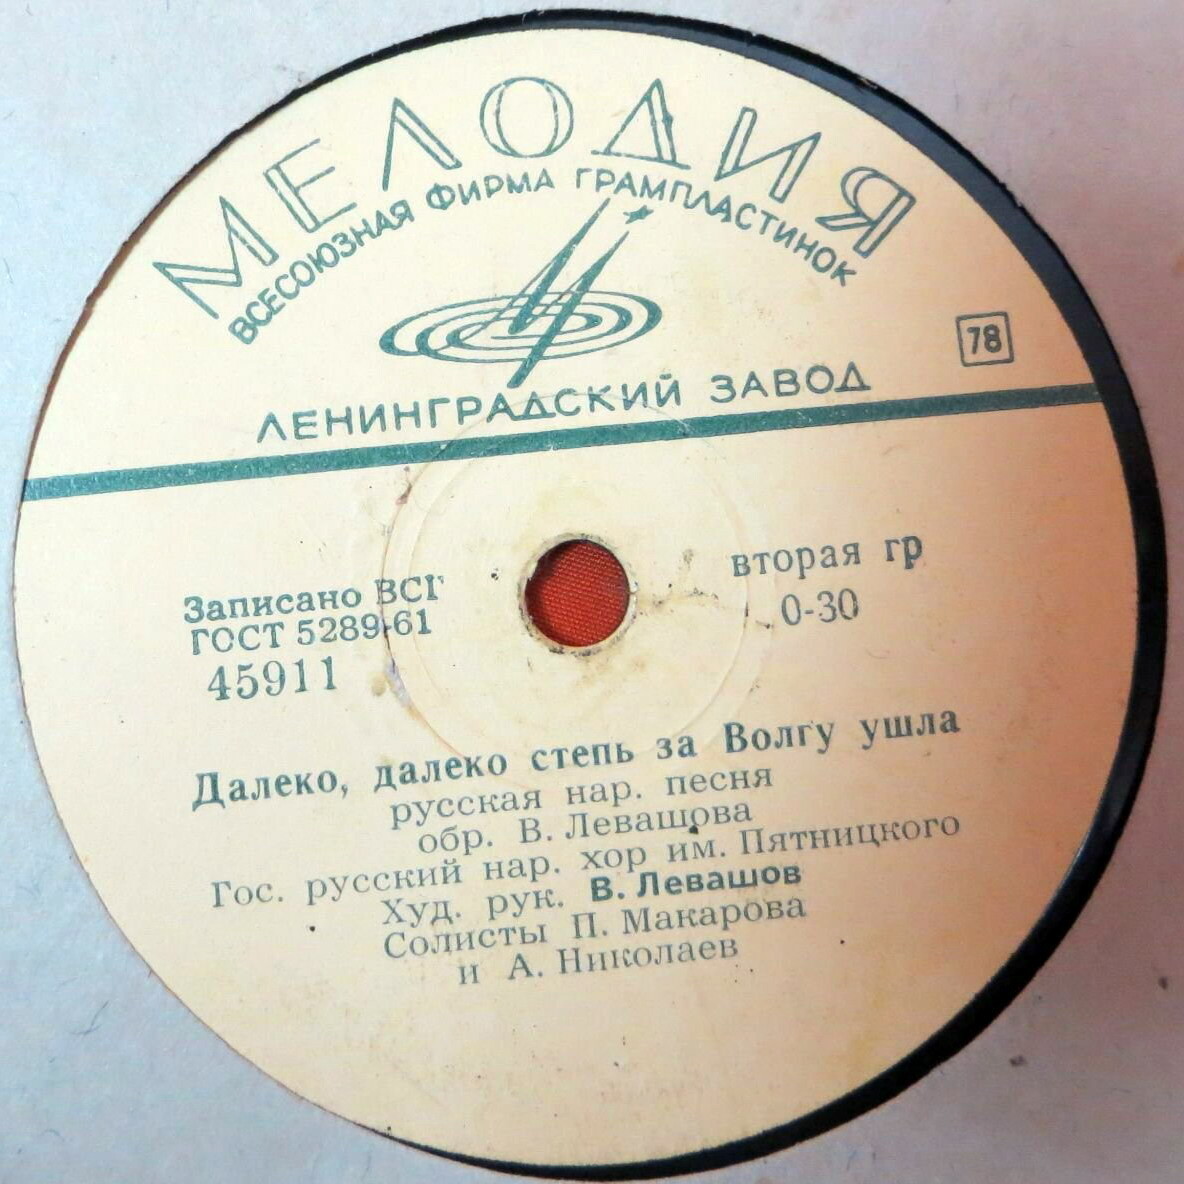 МЕЛОДИЯ
ВСЕСОЮЗНАЯ ФИРМА ГРАМПЛАСТИНОК
78
ЛЕНИНГРАДСКИЙ ЗАВОД
Записано ВСГ
вторая гр
ГОСТ 5289-61
0-30
45911
Далеко, далеко степь за Волгу ушла
русская нар. песня
обр. В. Левашова
Гос. русский нар. хор им. Пятницкого
Худ. рук. В. Левашов
Солисты П. Макарова
и А. Николаев